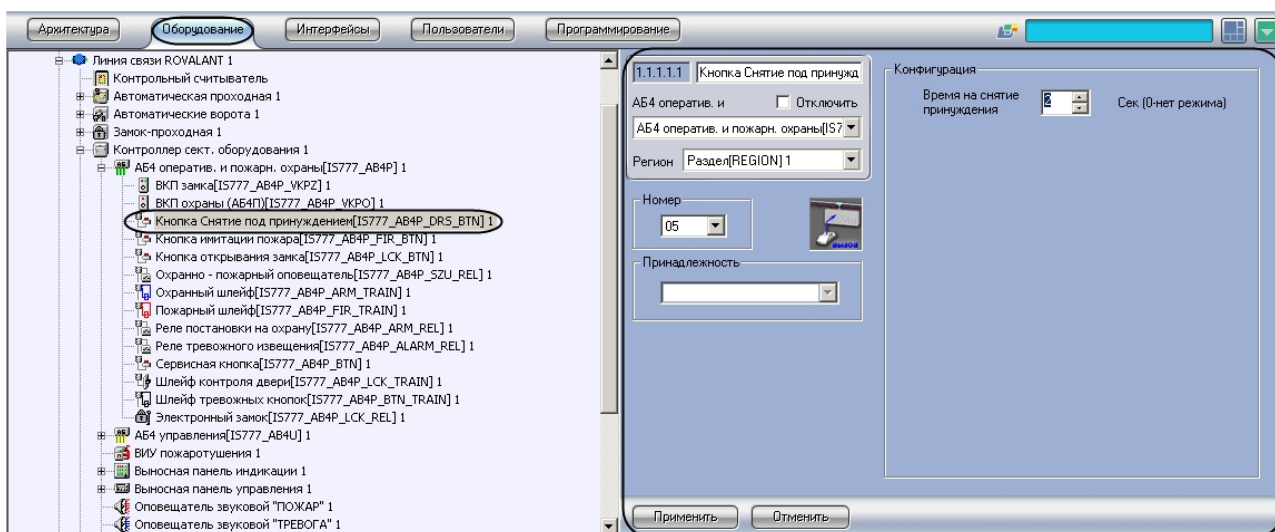 Архитектура Оборудование Интерфейсы Пользователи Программирование
Линия связи ROVALANT 1
Контрольный считыватель
Автоматическая проходная 1
Автоматические ворота 1
Замок-проходная 1
Контроллер сект. оборудования 1
АБ4 оператив. и пожарн. охраны[IS777_AB4P] 1
ВКП замка[IS777_AB4P_VKPZ] 1
ВКП охраны (АБ4П)[IS777_AB4P_VKPO] 1
Кнопка Снятие под принуждением[IS777_AB4P_DRS_BTN] 1
Кнопка имитации пожара[IS777_AB4P_FIR_BTN] 1
Кнопка открывания замка[IS777_AB4P_LCK_BTN] 1
Охранно - пожарный оповещатель[IS777_AB4P_SZU_REL] 1
Охранный шлейф[IS777_AB4P_ARM_TRAIN] 1
Пожарный шлейф[IS777_AB4P_FIR_TRAIN] 1
Реле постановки на охрану[IS777_AB4P_ARM_REL] 1
Реле тревожного извещения[IS777_AB4P_ALARM_REL] 1
Сервисная кнопка[IS777_AB4P_BTN] 1
Шлейф контроля двери[IS777_AB4P_LCK_TRAIN] 1
Шлейф тревожных кнопок[IS777_AB4P_BTN_TRAIN] 1
Электронный замок[IS777_AB4P_LCK_REL] 1
АБ4 управления[IS777_AB4U] 1
ВИУ пожаротушения 1
Выносная панель индикации 1
Выносная панель управления 1
Оповещатель звуковой "ПОЖАР" 1
Оповещатель звуковой "ТРЕВОГА" 1
1.1.1.1.1 Кнопка Снятие под принужд
АБ4 оператив. и Отключить
АБ4 оператив. и пожарн. охраны[IS7
Регион Раздел[REGION] 1
Номер
05
вызов
Принадлежность
Конфигурация
Время на снятие
принуждения
2 Сек (0-нет режима)
Применить Отменить